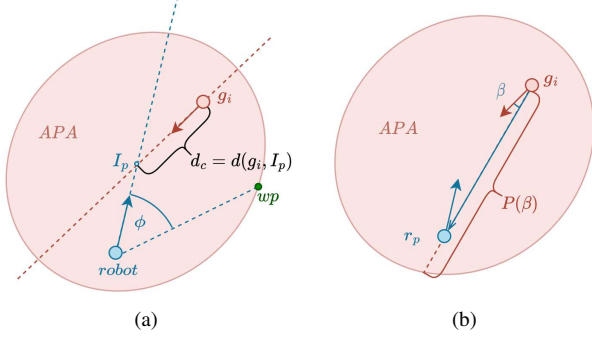 g_i
APA
I_p
d_c = d(g_i, I_p)
wp
ϕ
robot
(a)
g_i
β
APA
P(β)
r_p
(b)